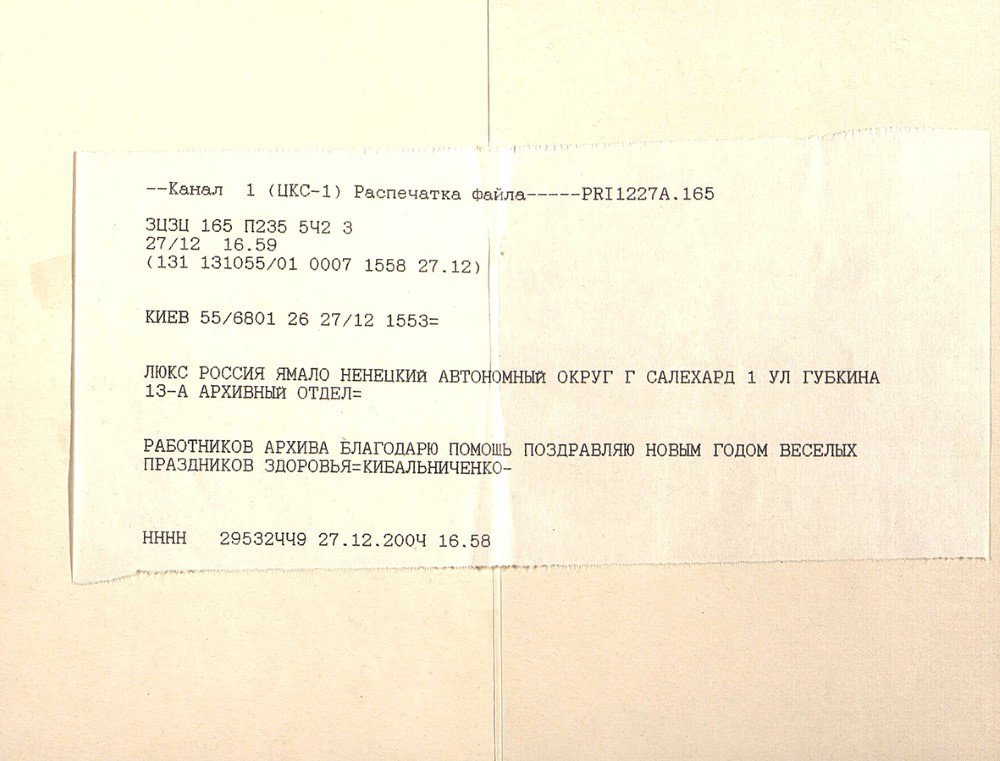 --Канал  1 (ЦКС-1) Распечатка файла-----PRI1227A.165
ЗЦЗЦ 165 П235 5Ч2 3
27/12  16.59
(131 131055/01 0007 1558 27.12)
КИЕВ 55/6801 26 27/12 1553=
ЛЮКС РОССИЯ ЯМАЛО НЕНЕЦКИЙ АВТОНОМНЫЙ ОКРУГ Г САЛЕХАРД 1 УЛ ГУБКИНА
13-А АРХИВНЫЙ ОТДЕЛ=
РАБОТНИКОВ АРХИВА БЛАГОДАРЮ ПОМОЩЬ ПОЗДРАВЛЯЮ НОВЫМ ГОДОМ ВЕСЕЛЫХ
ПРАЗДНИКОВ ЗДОРОВЬЯ=КИБАЛЬНИЧЕНКО-
НННН   29532ЧЧ9 27.12.200Ч 16.58